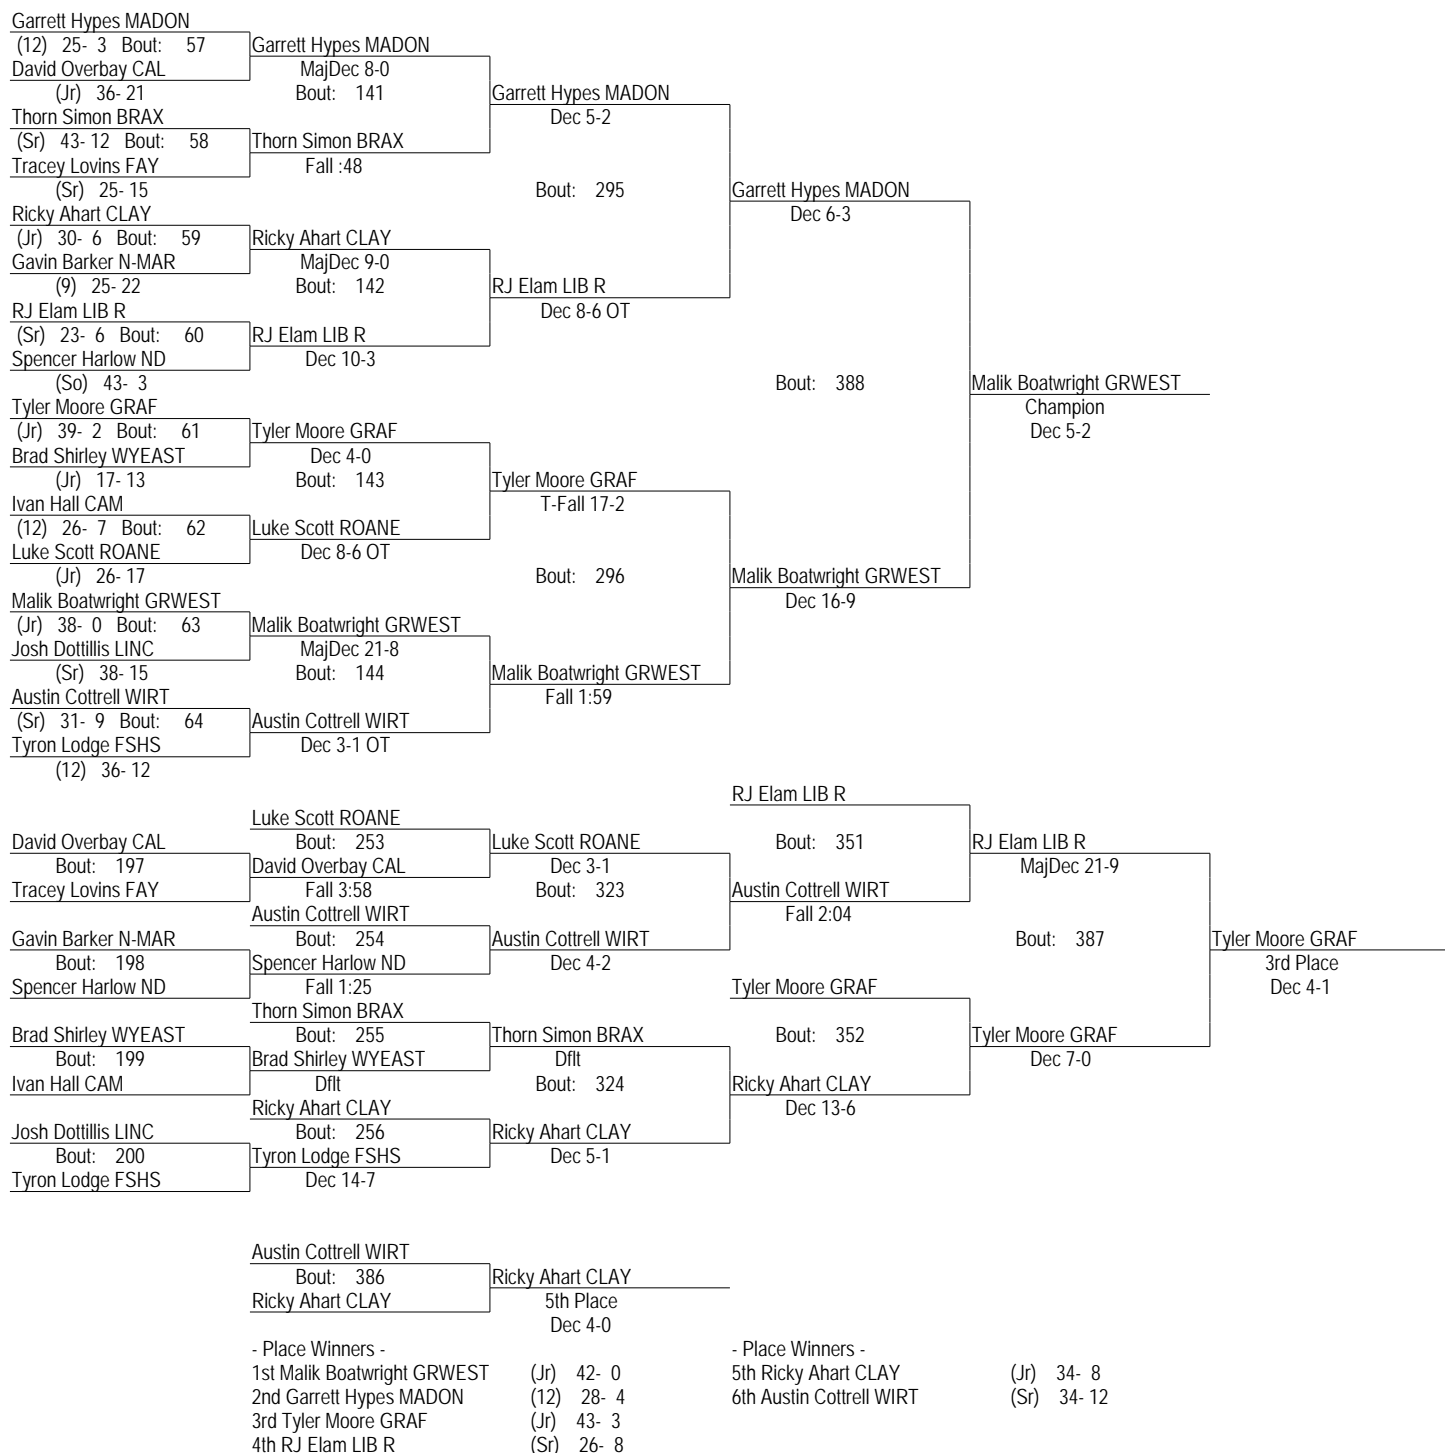 Garrett Hypes MADON
(12) 25- 3 Bout: 57
Garrett Hypes MADON
David Overbay CAL
MajDec 8-0
(Jr) 36- 21
Bout: 141
Garrett Hypes MADON
Thorn Simon BRAX
Dec 5-2
(Sr) 43- 12 Bout: 58
Thorn Simon BRAX
Tracey Lovins FAY
Fall :48
(Sr) 25- 15
Bout: 295
Garrett Hypes MADON
Ricky Ahart CLAY
Dec 6-3
(Jr) 30- 6 Bout: 59
Ricky Ahart CLAY
Gavin Barker N-MAR
MajDec 9-0
(9) 25- 22
Bout: 142
RJ Elam LIB R
RJ Elam LIB R
Dec 8-6 OT
(Sr) 23- 6 Bout: 60
RJ Elam LIB R
Spencer Harlow ND
Dec 10-3
(So) 43- 3
Bout: 388
Malik Boatwright GRWEST
Tyler Moore GRAF
Champion
(Jr) 39- 2 Bout: 61
Tyler Moore GRAF
Dec 5-2
Brad Shirley WYEAST
Dec 4-0
(Jr) 17- 13
Bout: 143
Tyler Moore GRAF
Ivan Hall CAM
T-Fall 17-2
(12) 26- 7 Bout: 62
Luke Scott ROANE
Luke Scott ROANE
Dec 8-6 OT
(Jr) 26- 17
Bout: 296
Malik Boatwright GRWEST
Malik Boatwright GRWEST
Dec 16-9
(Jr) 38- 0 Bout: 63
Malik Boatwright GRWEST
Josh Dottillis LINC
MajDec 21-8
(Sr) 38- 15
Bout: 144
Malik Boatwright GRWEST
Austin Cottrell WIRT
Fall 1:59
(Sr) 31- 9 Bout: 64
Austin Cottrell WIRT
Tyron Lodge FSHS
Dec 3-1 OT
(12) 36- 12
RJ Elam LIB R
Luke Scott ROANE
David Overbay CAL
Bout: 253
Luke Scott ROANE
Bout: 351
RJ Elam LIB R
Bout: 197
David Overbay CAL
Dec 3-1
MajDec 21-9
Tracey Lovins FAY
Fall 3:58
Bout: 323
Austin Cottrell WIRT
Austin Cottrell WIRT
Fall 2:04
Gavin Barker N-MAR
Bout: 254
Austin Cottrell WIRT
Bout: 387
Tyler Moore GRAF
Bout: 198
Spencer Harlow ND
Dec 4-2
3rd Place
Spencer Harlow ND
Fall 1:25
Tyler Moore GRAF
Dec 4-1
Thorn Simon BRAX
Brad Shirley WYEAST
Bout: 255
Thorn Simon BRAX
Bout: 352
Tyler Moore GRAF
Bout: 199
Brad Shirley WYEAST
Dflt
Dec 7-0
Ivan Hall CAM
Dflt
Bout: 324
Ricky Ahart CLAY
Ricky Ahart CLAY
Dec 13-6
Josh Dottillis LINC
Bout: 256
Ricky Ahart CLAY
Bout: 200
Tyron Lodge FSHS
Dec 5-1
Tyron Lodge FSHS
Dec 14-7
Austin Cottrell WIRT
Bout: 386
Ricky Ahart CLAY
Ricky Ahart CLAY
5th Place
Dec 4-0
- Place Winners -
1st Malik Boatwright GRWEST (Jr) 42- 0
2nd Garrett Hypes MADON (12) 28- 4
3rd Tyler Moore GRAF (Jr) 43- 3
4th RJ Elam LIB R (Sr) 26- 8
- Place Winners -
5th Ricky Ahart CLAY (Jr) 34- 8
6th Austin Cottrell WIRT (Sr) 34- 12